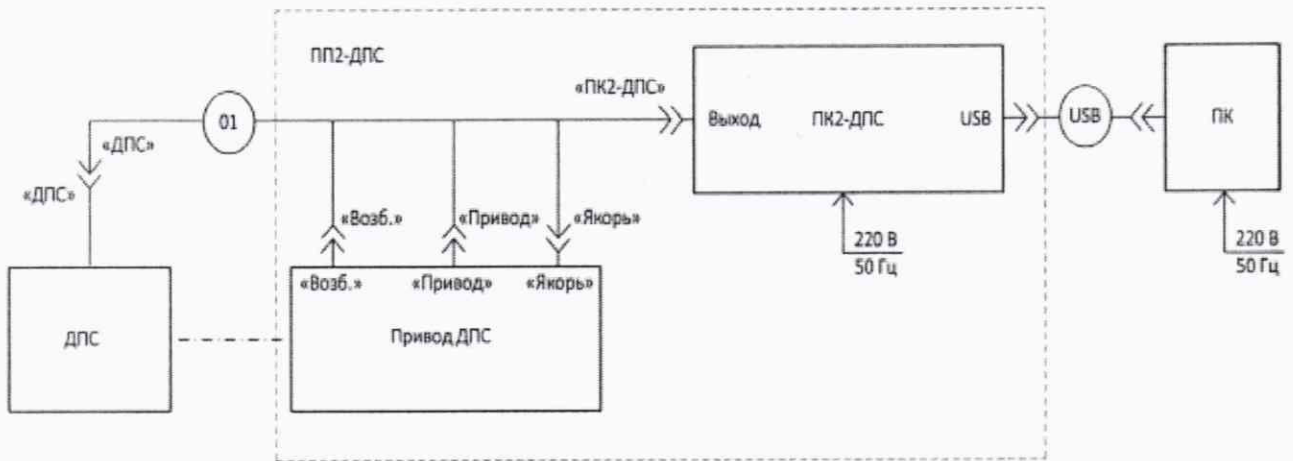 ПП2-ДПС
«ПК2-ДПС»
01
Выход
ПК2-ДПС
USB
USB
ПК
«ДПС»
«ДПС»
«Возб.»
«Привод»
«Якорь»
220 В
50 Гц
220 В
50 Гц
«Возб.»
«Привод»
«Якорь»
ДПС
Привод ДПС